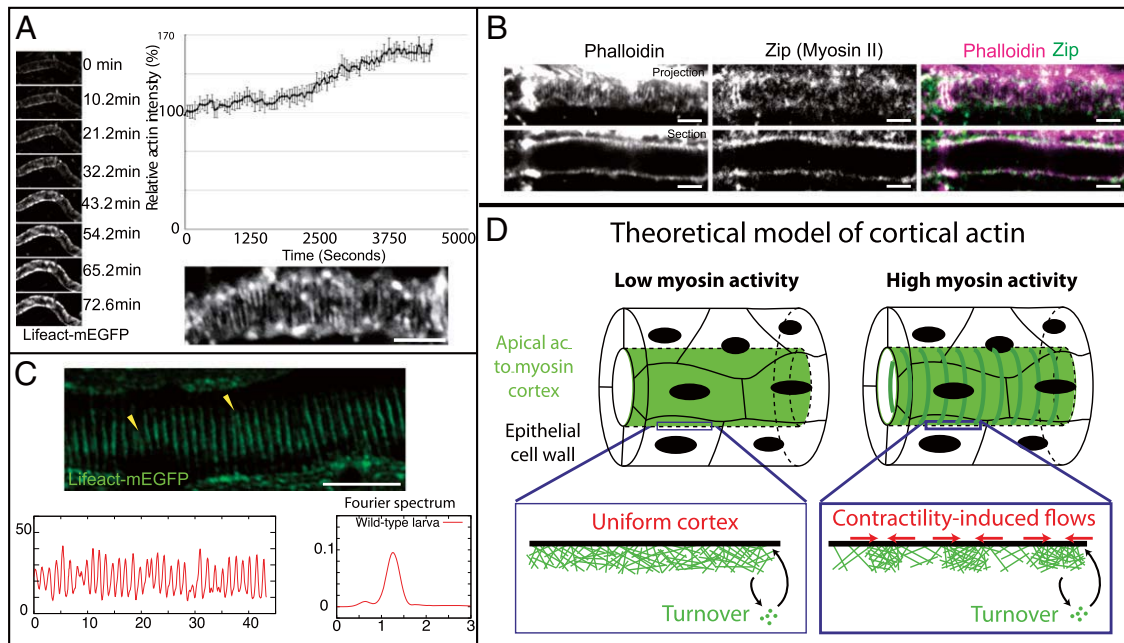 A
0 min
10.2min
21.2min
32.2min
43.2min
54.2min
65.2min
72.6min
Lifeact-mEGFP
Relative actin intensity (%)
170
100
0
0 1250 2500 3750 5000
Time (Seconds)
B
Phalloidin
Zip (Myosin II)
Phalloidin Zip
Projection
Section
C
Lifeact-mEGFP
50
0
0 10 20 30 40
Fourier spectrum
Wild-type larva
0.1
0
0 1 2 3
D
Theoretical model of cortical actin
Low myosin activity
High myosin activity
Apical ac.
to.myosin
cortex
Epithelial
cell wall
Uniform cortex
Turnover
Contractility-induced flows
Turnover